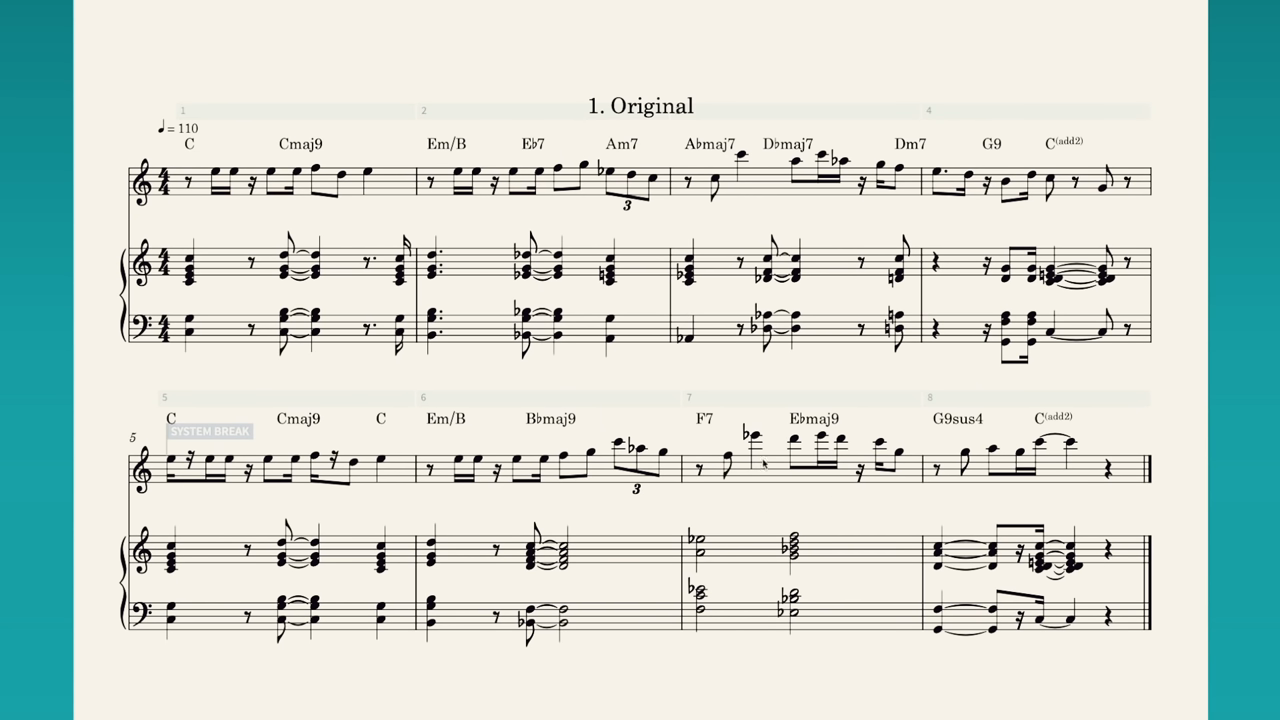 1. Original
1 2 4
♩ = 110
C Cmaj9 Em/B E♭7 Am7 A♭maj7 D♭maj7 Dm7 G9 C(add2)
3
5 6 7 8
C Cmaj9 C Em/B B♭maj9 F7 E♭maj9 G9sus4 C(add2)
SYSTEM BREAK
5
3